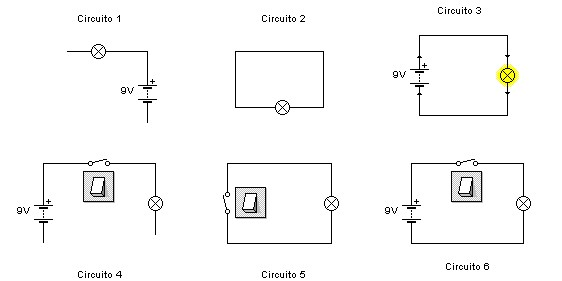 Circuito 1
Circuito 2
Circuito 3
9V
9V
9V
9V
Circuito 4
Circuito 5
Circuito 6